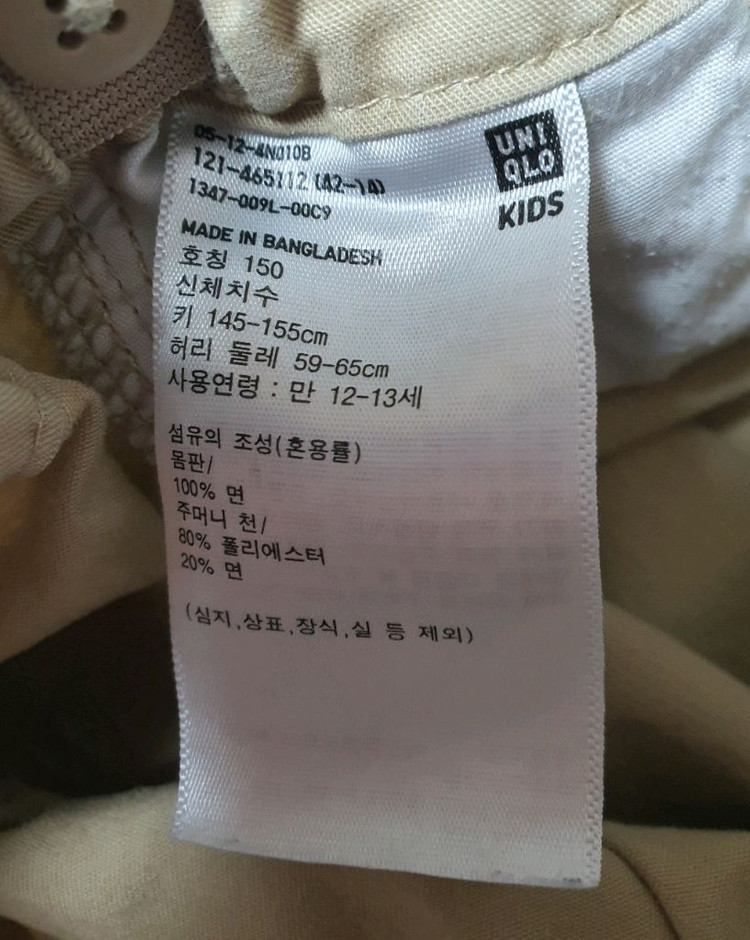 05-12-4N010B
121-465112 (42-14)
1347-009L-00C9
UNI
QLO
KIDS
MADE IN BANGLADESH
호칭 150
신체치수
키 145-155cm
허리 둘레 59-65cm
사용연령 : 만 12-13세
섬유의 조성(혼용률)
몸판/
100% 면
주머니 천/
80% 폴리에스터
20% 면
(심지,상표,장식,실 등 제외)